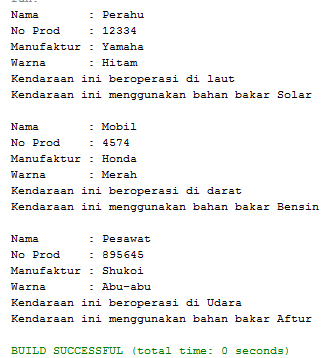 run:
Nama       : Perahu
No Prod    : 12334
Manufaktur : Yamaha
Warna      : Hitam
Kendaraan ini beroperasi di laut
Kendaraan ini menggunakan bahan bakar Solar
Nama       : Mobil
No Prod    : 4574
Manufaktur : Honda
Warna      : Merah
Kendaraan ini beroperasi di darat
Kendaraan ini menggunakan bahan bakar Bensin
Nama       : Pesawat
No Prod    : 895645
Manufaktur : Shukoi
Warna      : Abu-abu
Kendaraan ini beroperasi di Udara
Kendaraan ini menggunakan bahan bakar Aftur
BUILD SUCCESSFUL (total time: 0 seconds)